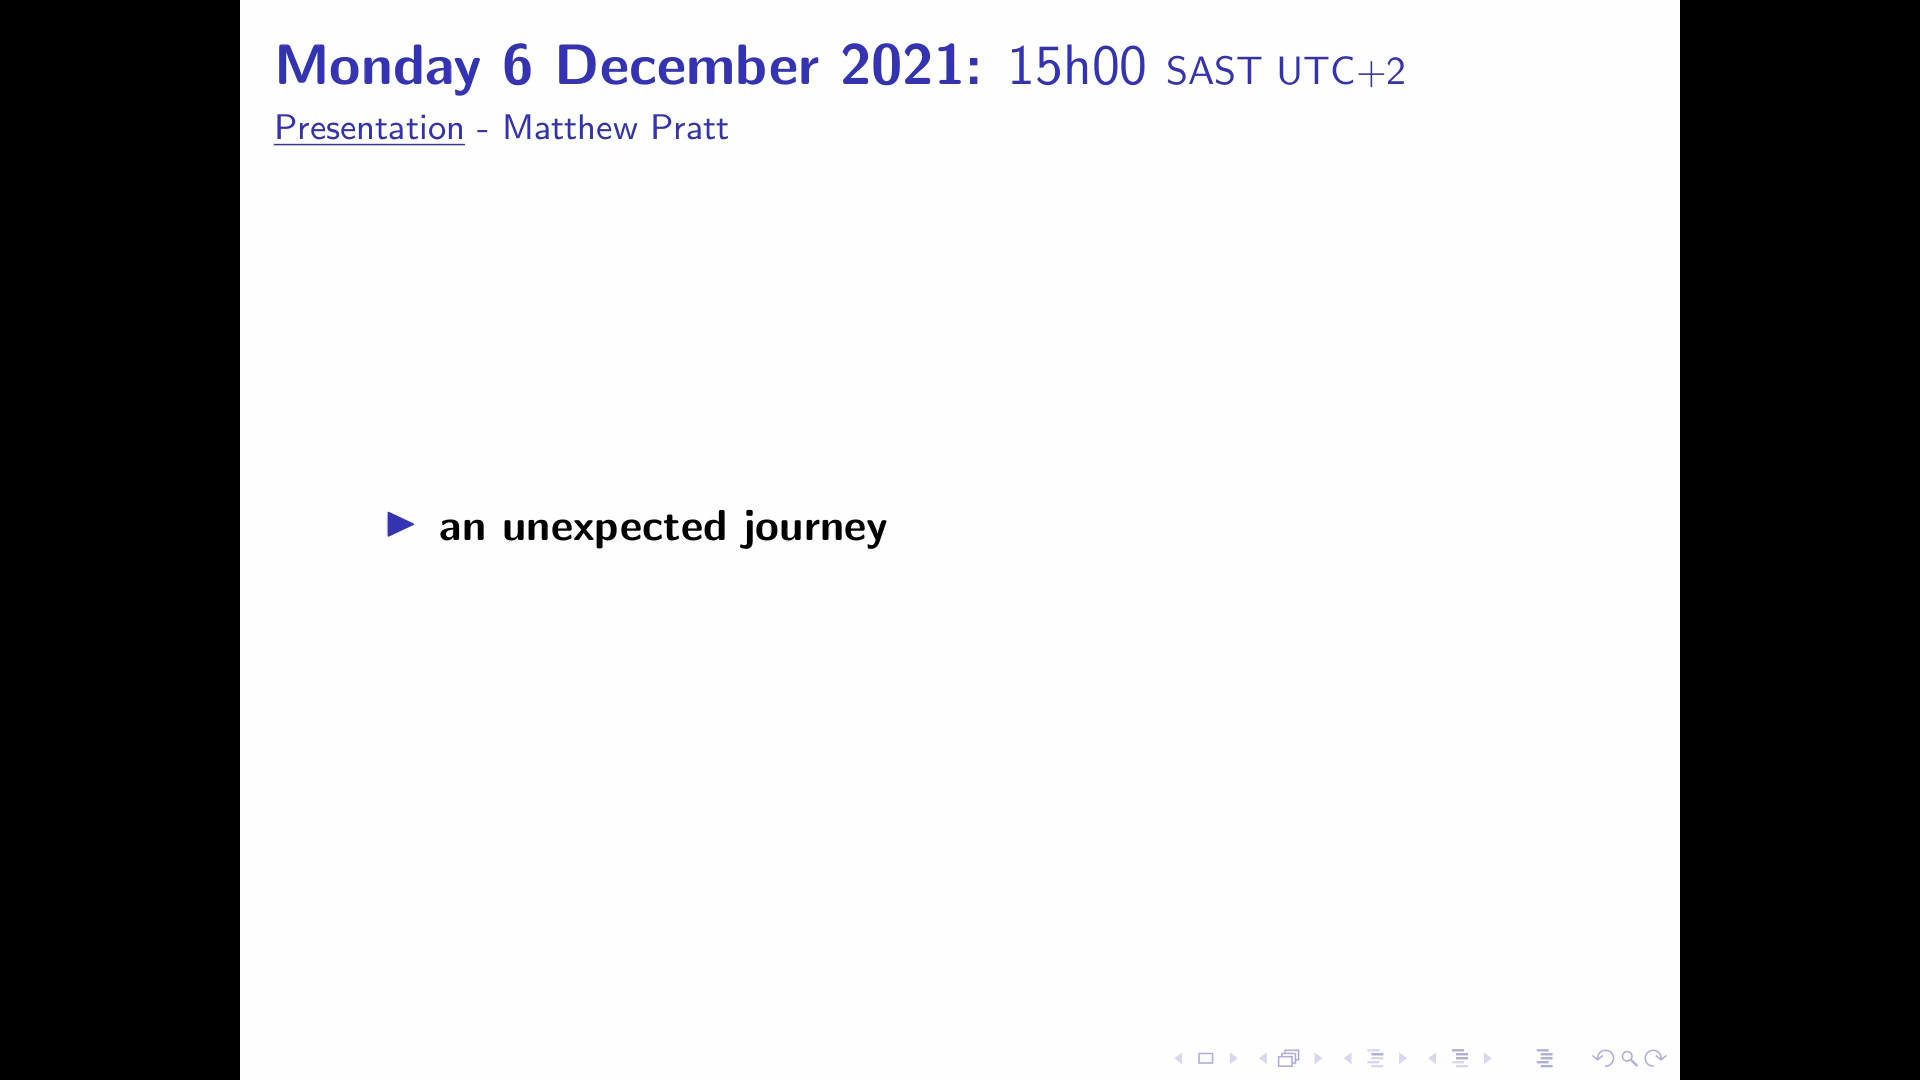 Monday 6 December 2021: 15h00 SAST UTC+2
Presentation - Matthew Pratt
an unexpected journey